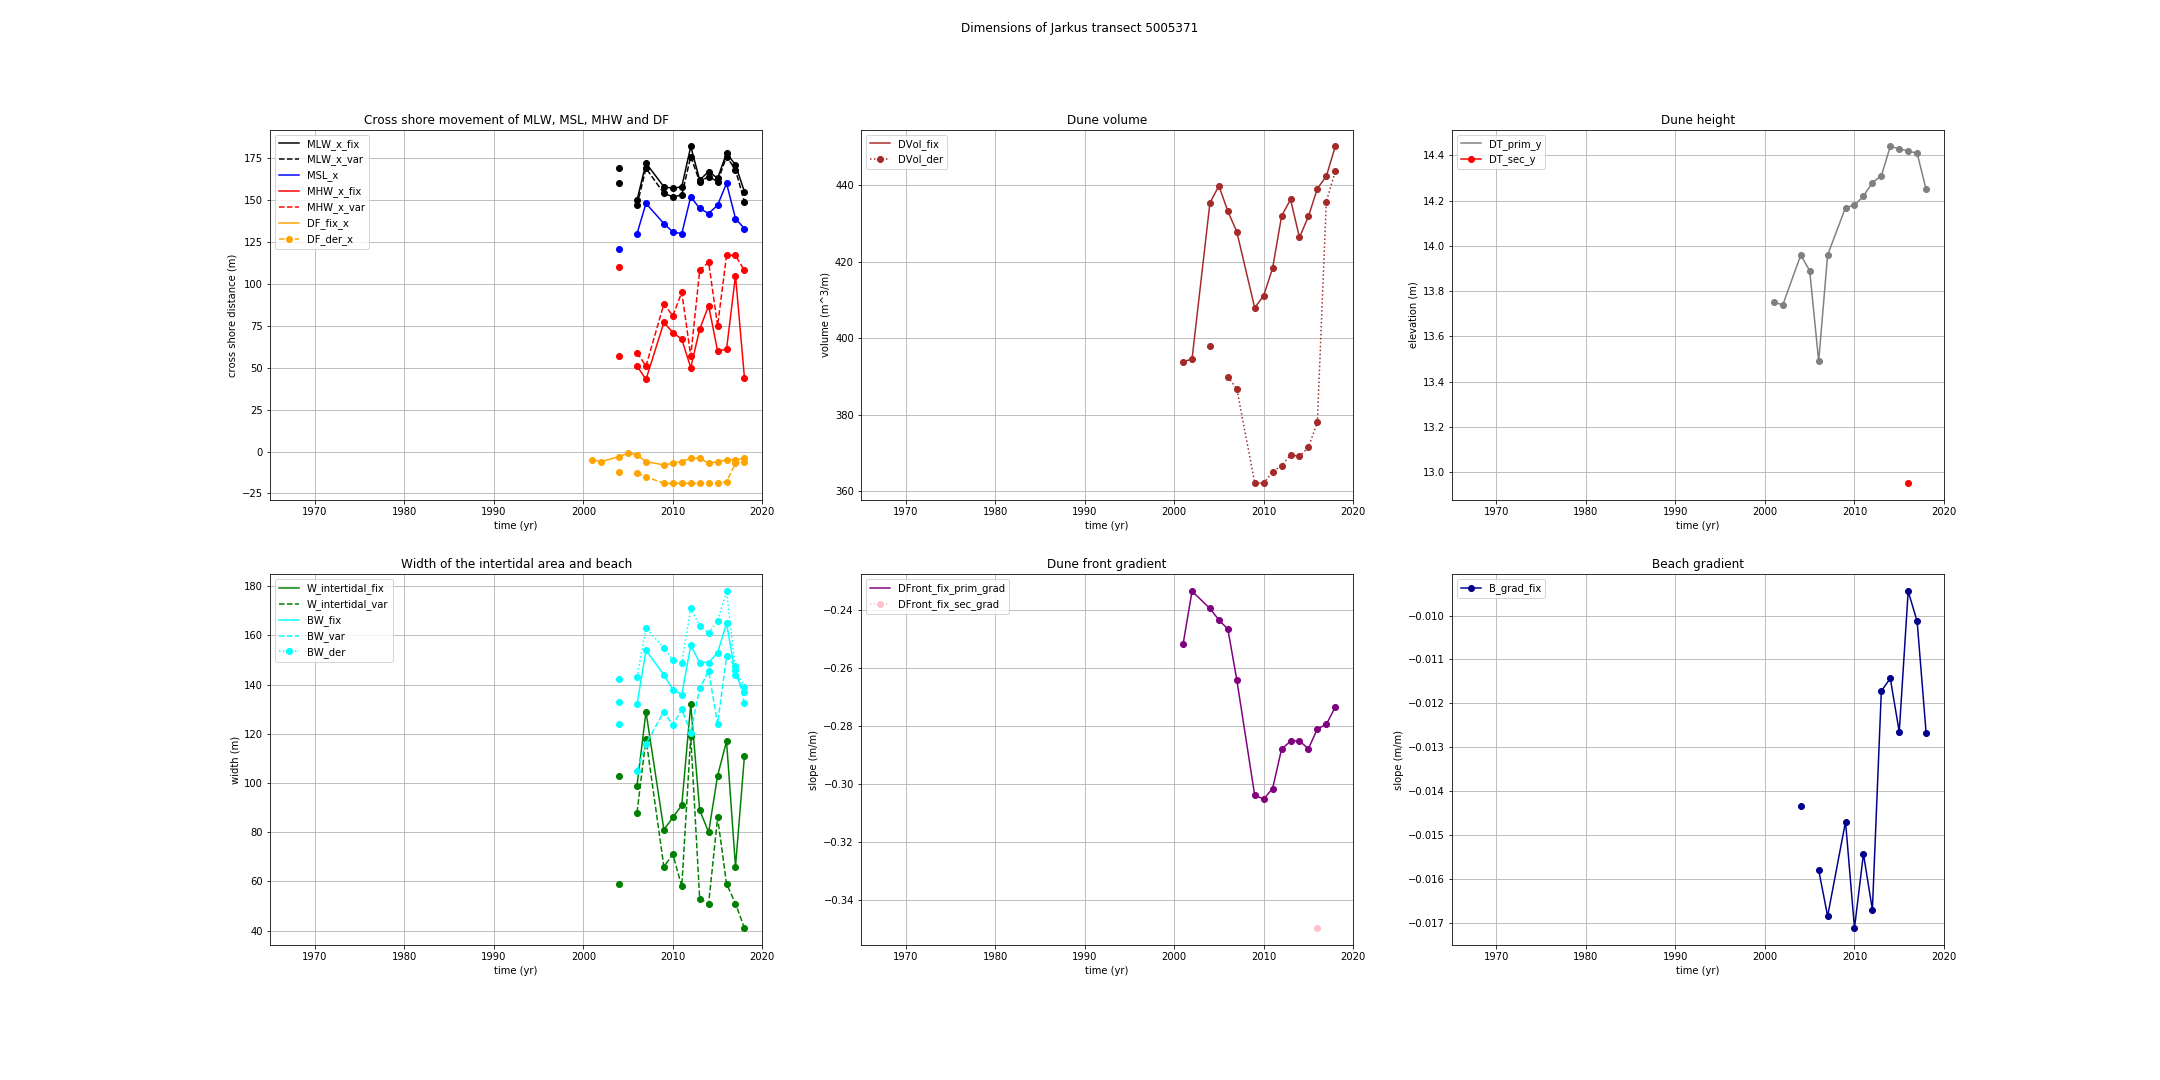 Dimensions of Jarkus transect 5005371
Cross shore movement of MLW, MSL, MHW and DF
MLW_x_fix
MLW_x_var
MSL_x
MHW_x_fix
MHW_x_var
DF_fix_x
DF_der_x
cross shore distance (m)
175
150
125
100
75
50
25
0
−25
1970 1980 1990 2000 2010 2020
time (yr)
Dune volume
DVol_fix
DVol_der
volume (m^3/m)
440
420
400
380
360
1970 1980 1990 2000 2010 2020
time (yr)
Dune height
DT_prim_y
DT_sec_y
elevation (m)
14.4
14.2
14.0
13.8
13.6
13.4
13.2
13.0
1970 1980 1990 2000 2010 2020
time (yr)
Width of the intertidal area and beach
W_intertidal_fix
W_intertidal_var
BW_fix
BW_var
BW_der
width (m)
180
160
140
120
100
80
60
40
1970 1980 1990 2000 2010 2020
time (yr)
Dune front gradient
DFront_fix_prim_grad
DFront_fix_sec_grad
slope (m/m)
−0.24
−0.26
−0.28
−0.30
−0.32
−0.34
1970 1980 1990 2000 2010 2020
time (yr)
Beach gradient
B_grad_fix
slope (m/m)
−0.010
−0.011
−0.012
−0.013
−0.014
−0.015
−0.016
−0.017
1970 1980 1990 2000 2010 2020
time (yr)